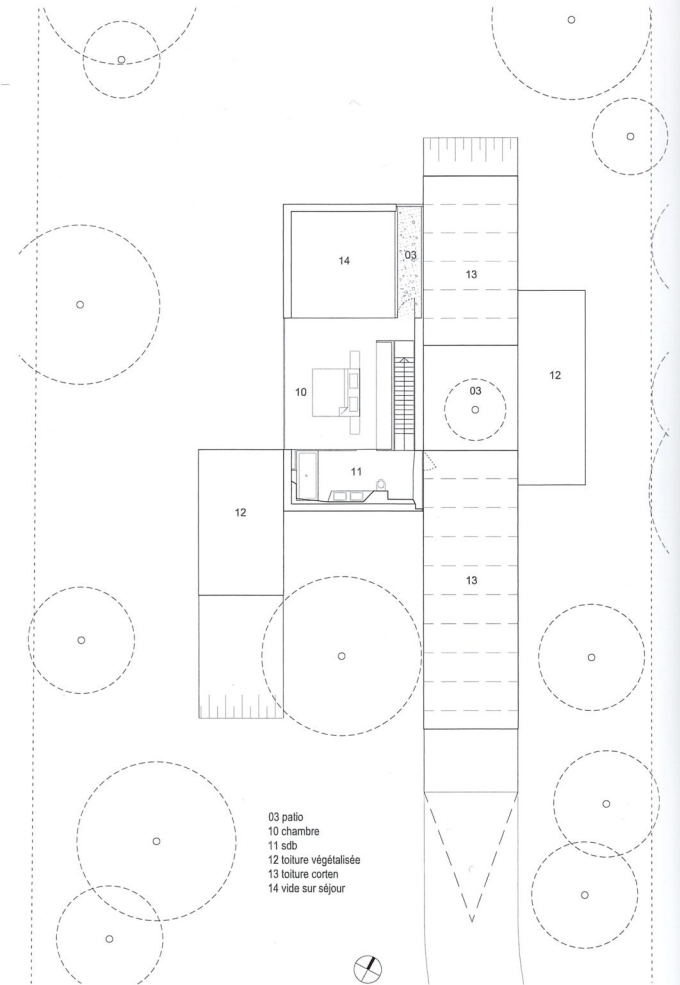 03
14
13
12
03
10
11
12
13
03 patio
10 chambre
11 sdb
12 toiture végétalisée
13 toiture corten
14 vide sur séjour